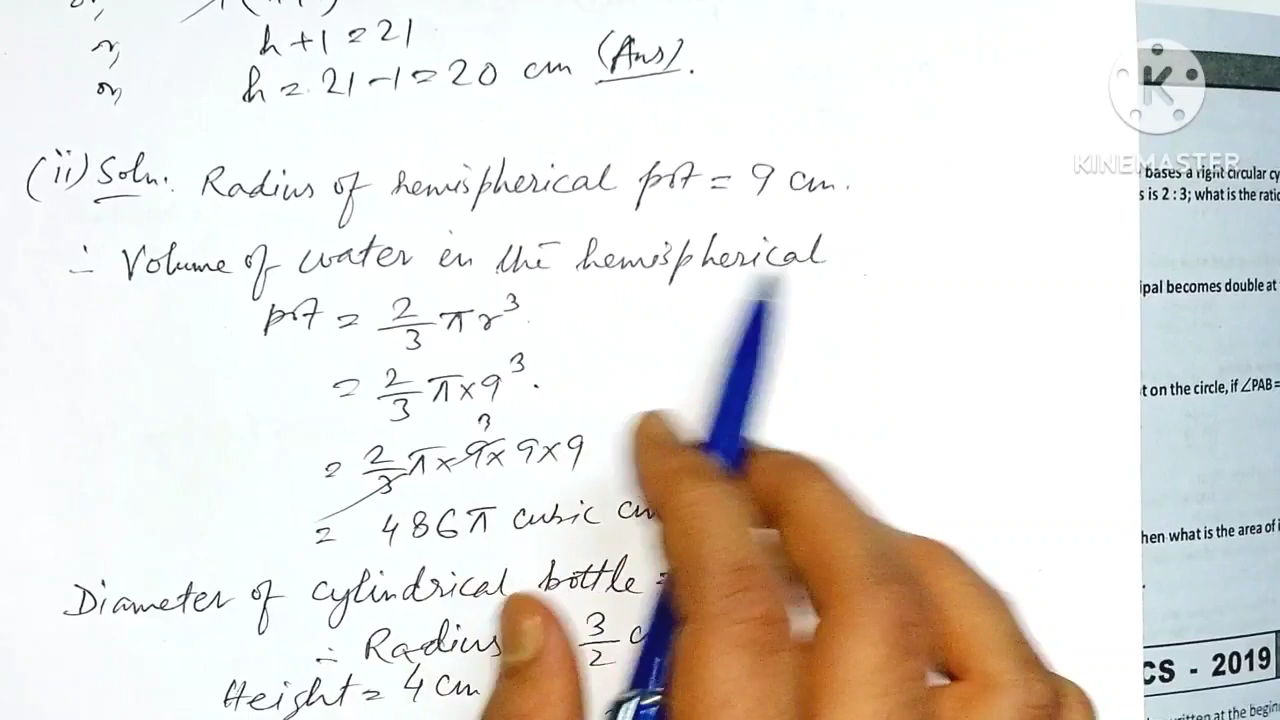 h + 1 = 21
or, h = 21 - 1 = 20 cm (Ans).
(ii) Soln: Radius of hemispherical pot = 9 cm.
∴ Volume of water in the hemispherical
pot = 2/3 πr³
= 2/3 π × 9³.
= 2/3 π × 9 × 9 × 9
3
= 486π cubic cm
Diameter of cylindrical bottle =
∴ Radius 3/2 c
Height = 4 cm
KINEMASTER
bases a right circular cy
s is 2 : 3; what is the ratio
ipal becomes double at
t on the circle, if ∠PAB=
hen what is the area of
CS - 2019